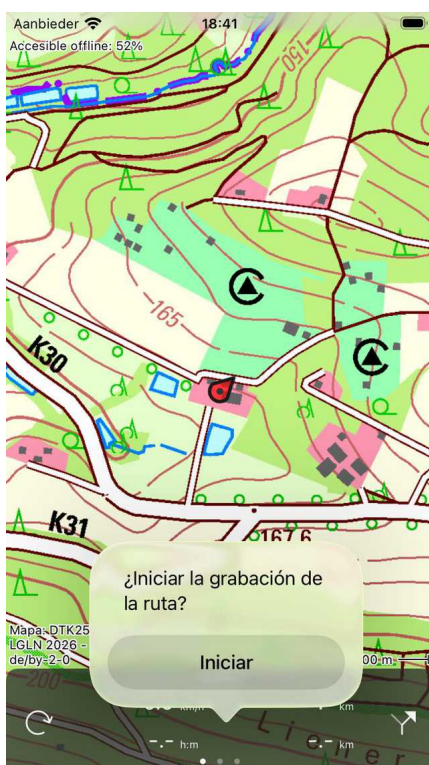 Aanbieder 18:41
Accesible offline: 52%
150
165
K30
K31
167,6
¿Iniciar la grabación de
la ruta?
Iniciar
Mapa: DTK25
LGLN 2026 -
de/by-2-0
00 m
200
km/h
km
Liener
-.- h:m
-.- km